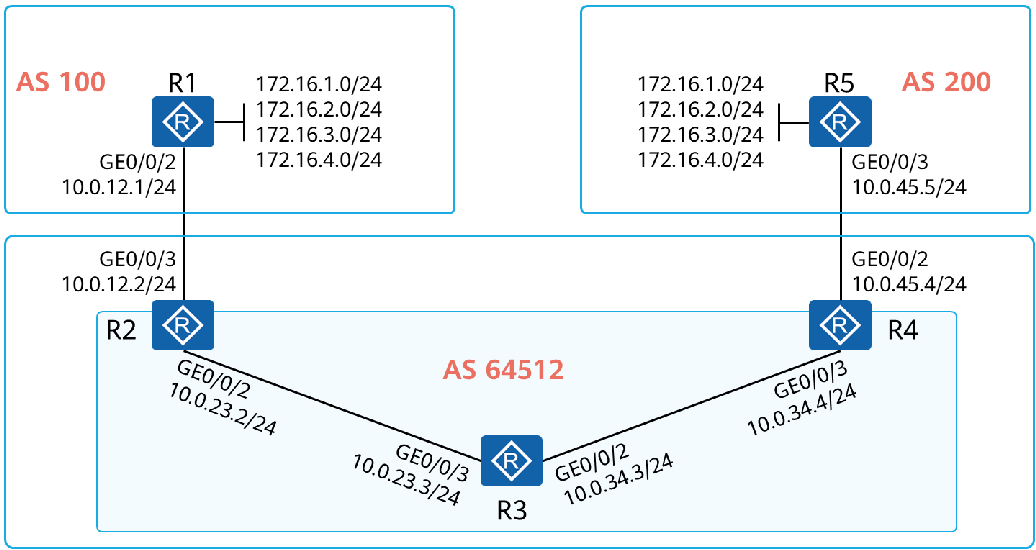 AS 100
R1
172.16.1.0/24
172.16.2.0/24
172.16.3.0/24
172.16.4.0/24
R
GE0/0/2
10.0.12.1/24
172.16.1.0/24
172.16.2.0/24
172.16.3.0/24
172.16.4.0/24
R5
AS 200
R
GE0/0/3
10.0.45.5/24
GE0/0/3
10.0.12.2/24
GE0/0/2
10.0.45.4/24
R2
R
R
R4
AS 64512
GE0/0/2
10.0.23.2/24
GE0/0/3
10.0.34.4/24
GE0/0/3
10.0.23.3/24
R
GE0/0/2
10.0.34.3/24
R3